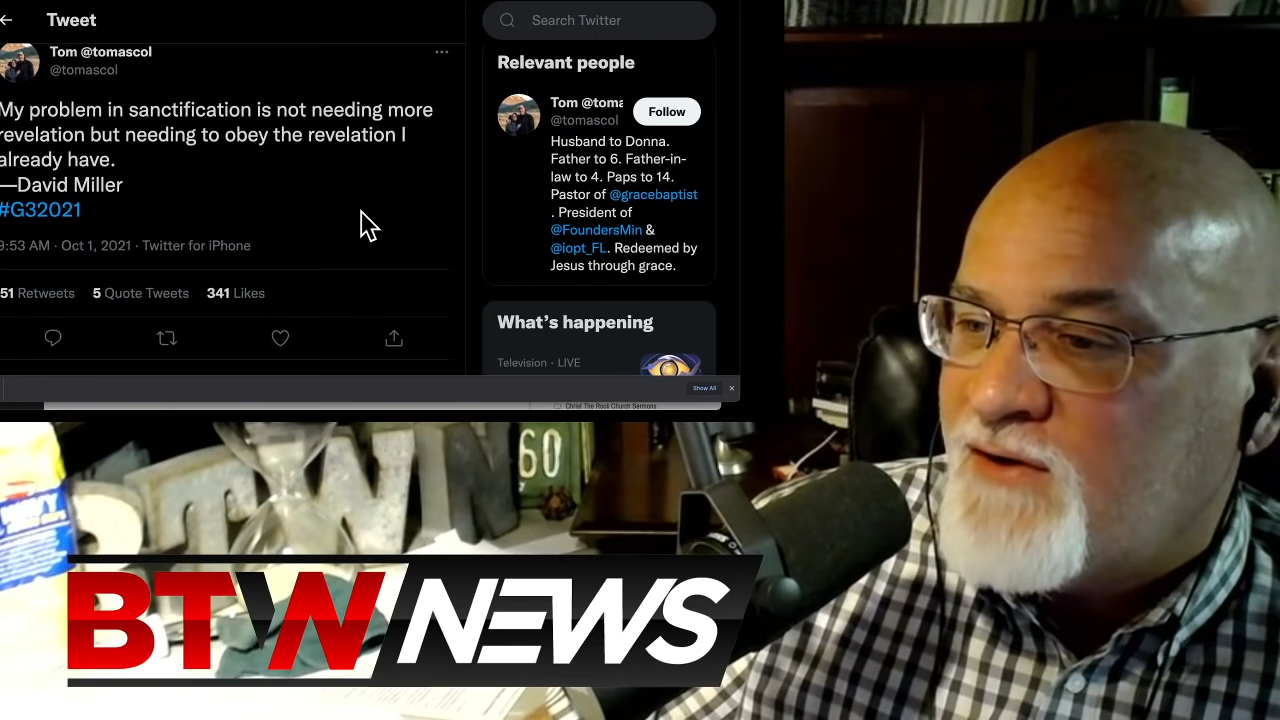 Tweet
Search Twitter
Tom @tomascol
@tomascol
My problem in sanctification is not needing more
revelation but needing to obey the revelation I
already have.
—David Miller
#G32021
9:53 AM · Oct 1, 2021 · Twitter for iPhone
51 Retweets 5 Quote Tweets 341 Likes
Relevant people
Tom @toma
@tomascol
Follow
Husband to Donna.
Father to 6. Father-in-
law to 4. Paps to 14.
Pastor of @gracebaptist
. President of
@FoundersMin &
@iopt_FL. Redeemed by
Jesus through grace.
What's happening
Television · LIVE
Show All
Christ The Rock Church Sermons
BTWN
60
BTW NEWS